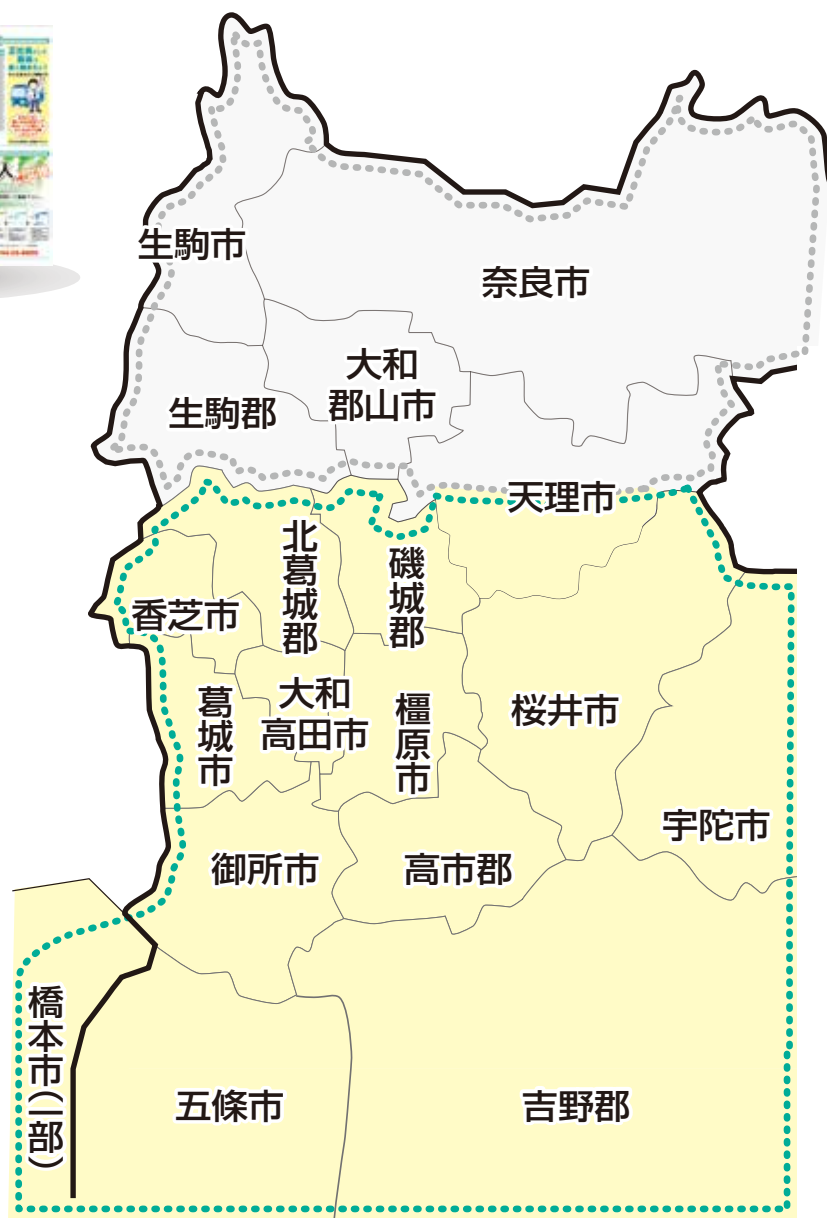 生駒市
奈良市
大和
郡山市
生駒郡
天理市
北葛城郡
磯城郡
香芝市
葛城市
大和
高田市
橿原市
桜井市
宇陀市
御所市
高市郡
橋本市(一部)
五條市
吉野郡